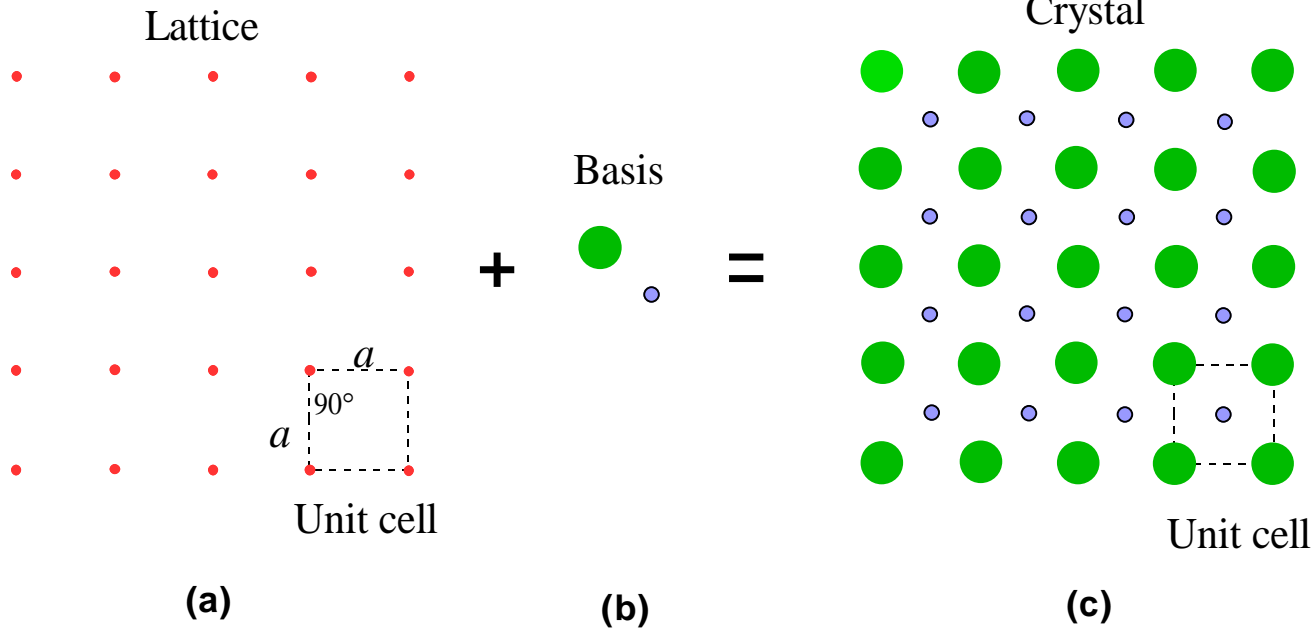 Lattice
Crystal
Basis
+
=
a
90°
a
Unit cell
Unit cell
(a)
(b)
(c)